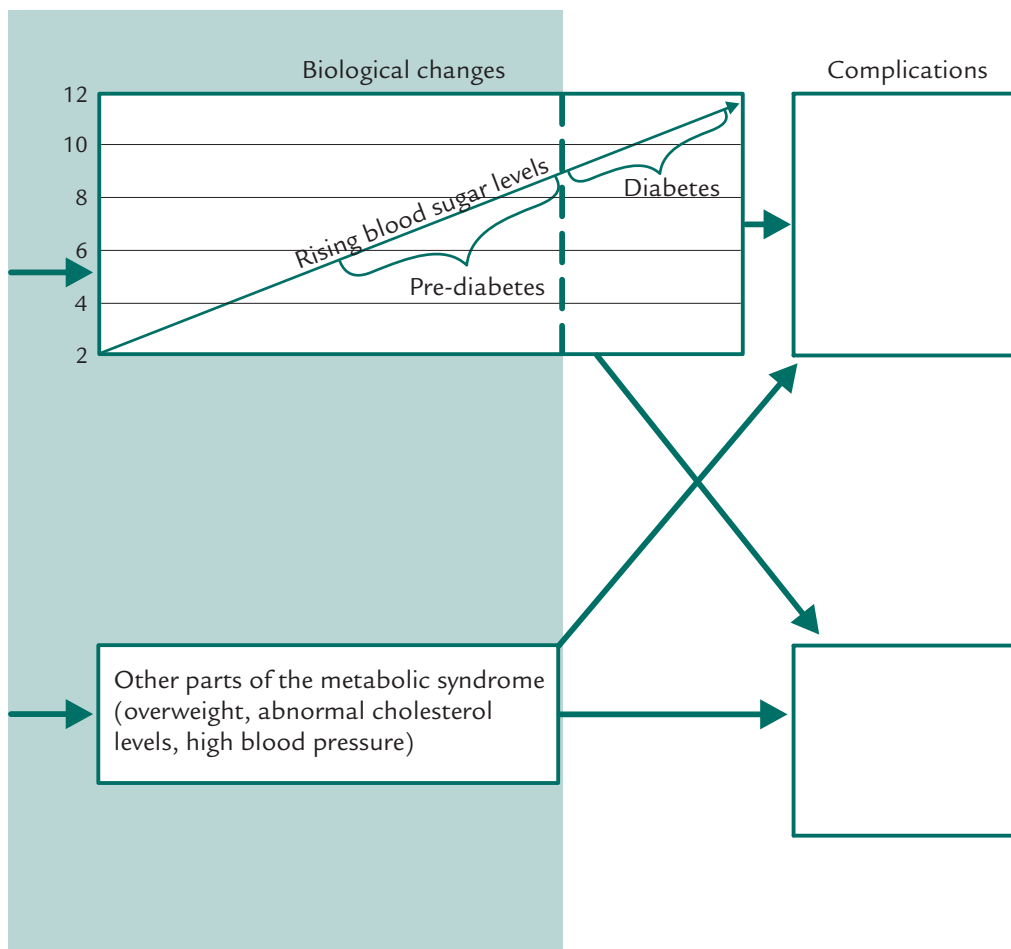 Biological changes
Complications
12
10
8
6
4
2
Rising blood sugar levels
Diabetes
Pre-diabetes
Other parts of the metabolic syndrome
(overweight, abnormal cholesterol
levels, high blood pressure)